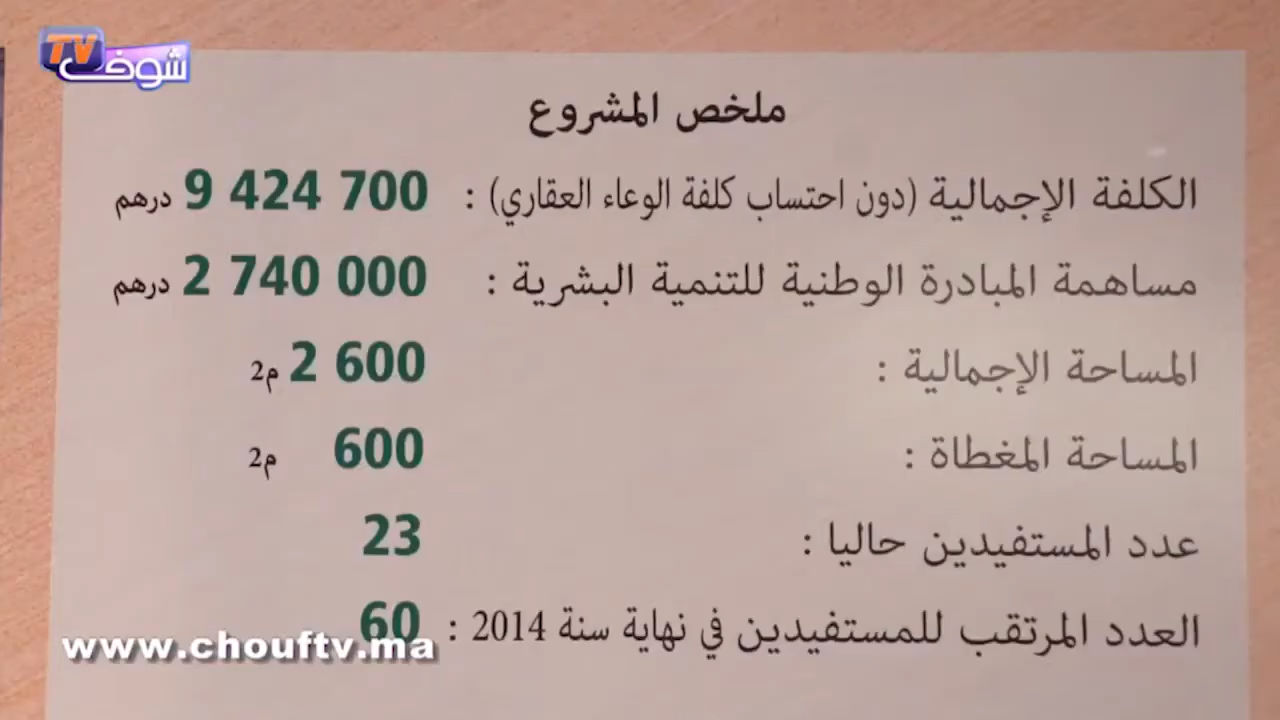 TV شوف
ملخص المشروع
الكلفة الإجمالية (دون احتساب كلفة الوعاء العقاري) : 9 424 700 درهم
مساهمة المبادرة الوطنية للتنمية البشرية : 2 740 000 درهم
المساحة الإجمالية : 2 600 م2
المساحة المغطاة : 600 م2
عدد المستفيدين حاليا : 23
العدد المرتقب للمستفيدين في نهاية سنة 2014 : 60
www.chouftv.ma